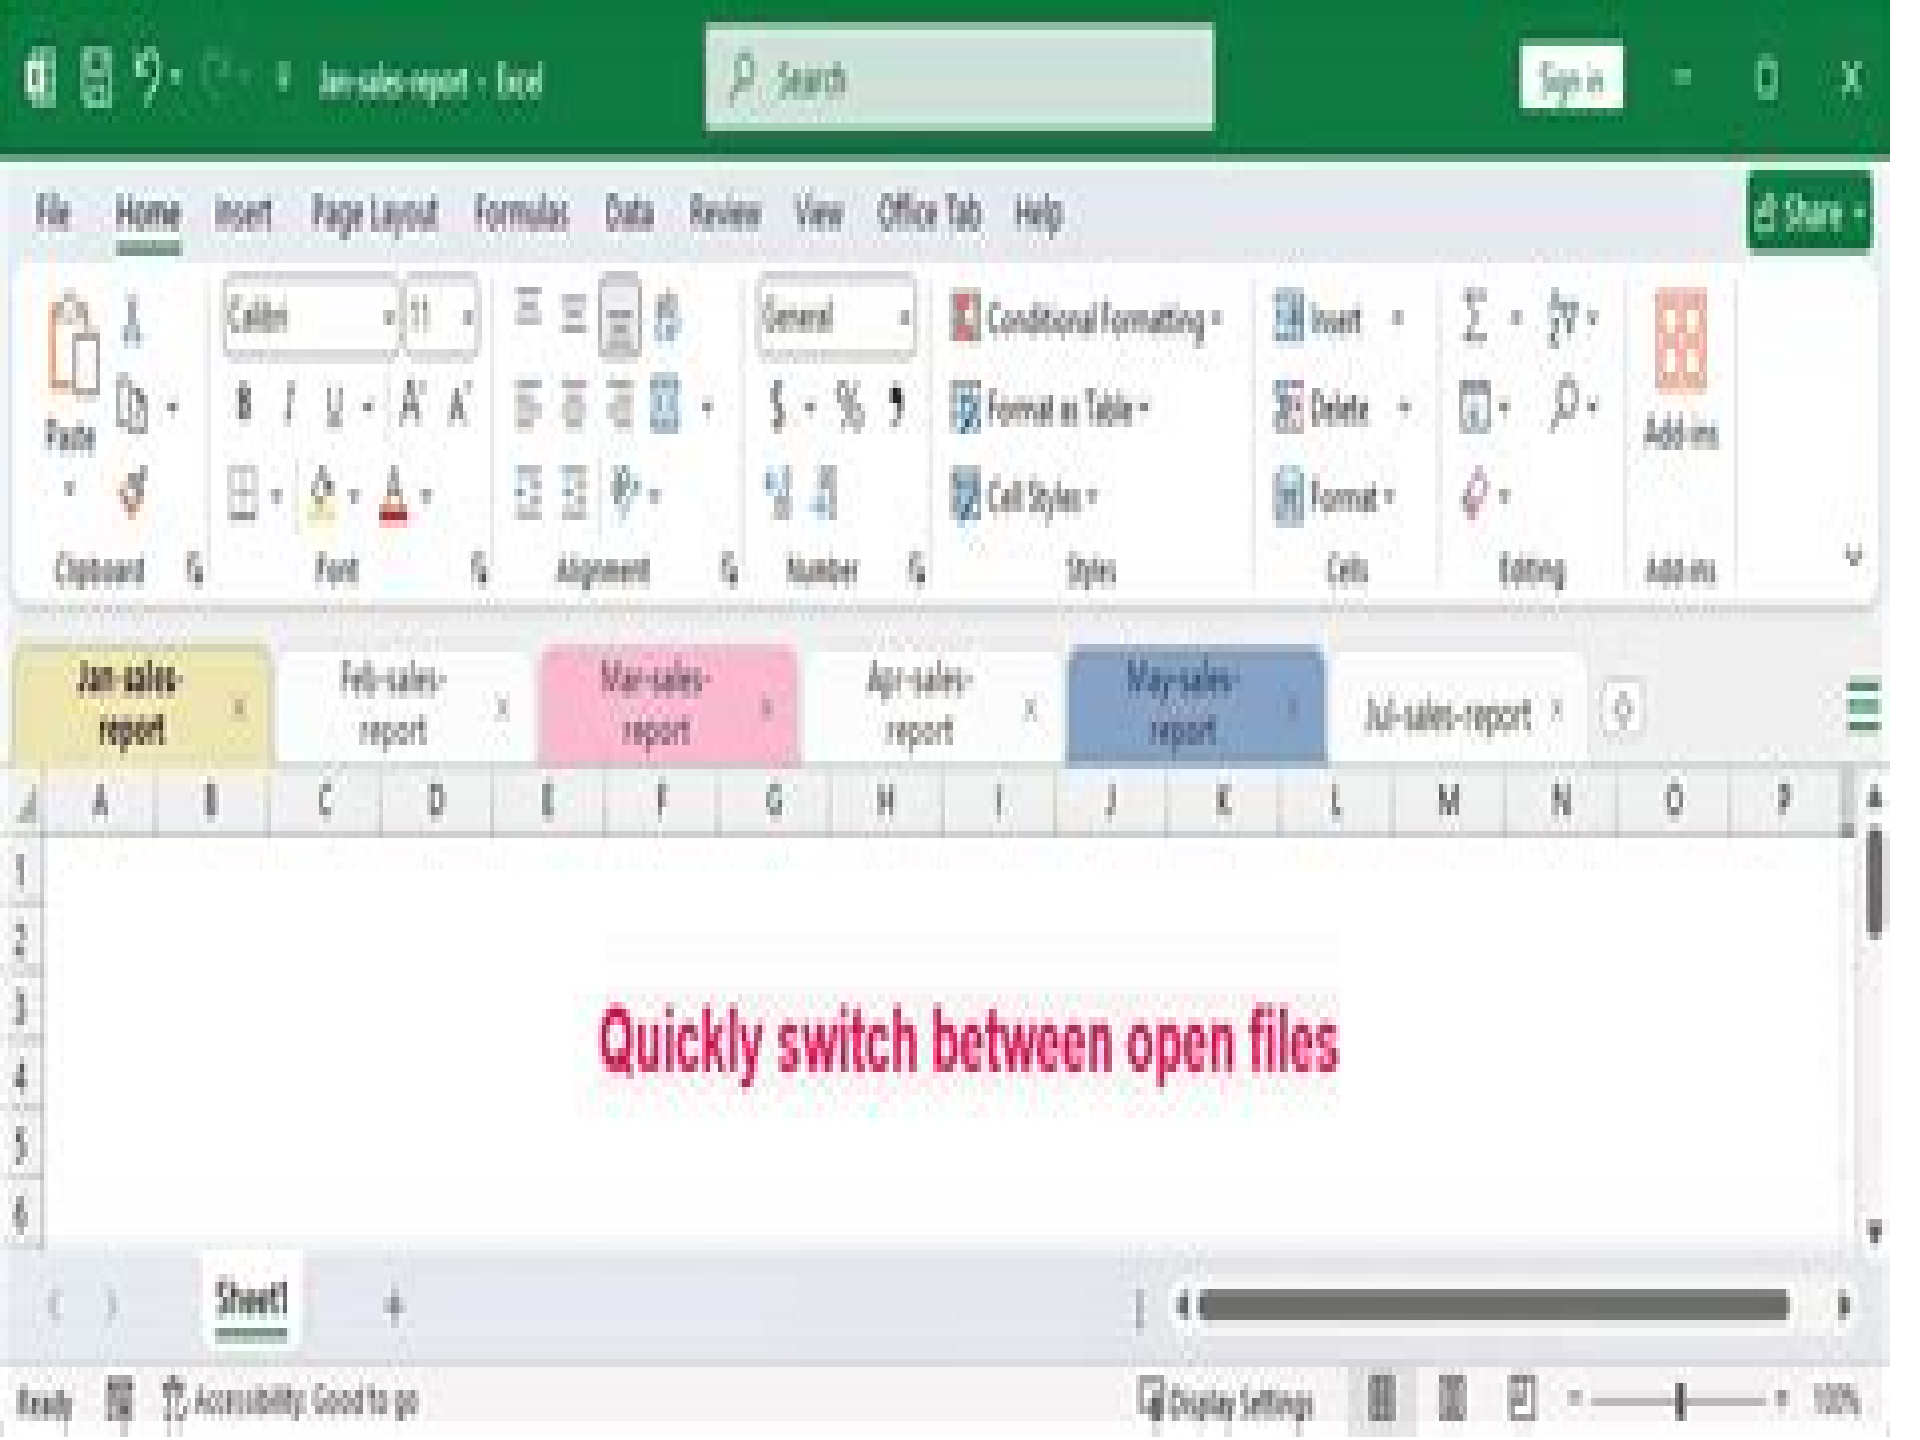 Jan-sales-report - Excel
Search
Sign in
File Home Insert Page Layout Formulas Data Review View Office Tab Help
Share
Calibri 11 General Conditional Formatting Insert
B I U A A $ % Format as Table Delete
Paste Add-ins
Cell Styles Format
Clipboard Font Alignment Number Styles Cells Editing Add-ins
Jan-sales-
report
Feb-sales-
report
Mar-sales-
report
Apr-sales-
report
May-sales-
report
Jul-sales-report
A B C D E F G H I J K L M N O P
1
2
3
4
5
6
Quickly switch between open files
Sheet1
Ready Accessibility: Good to go Display Settings 100%